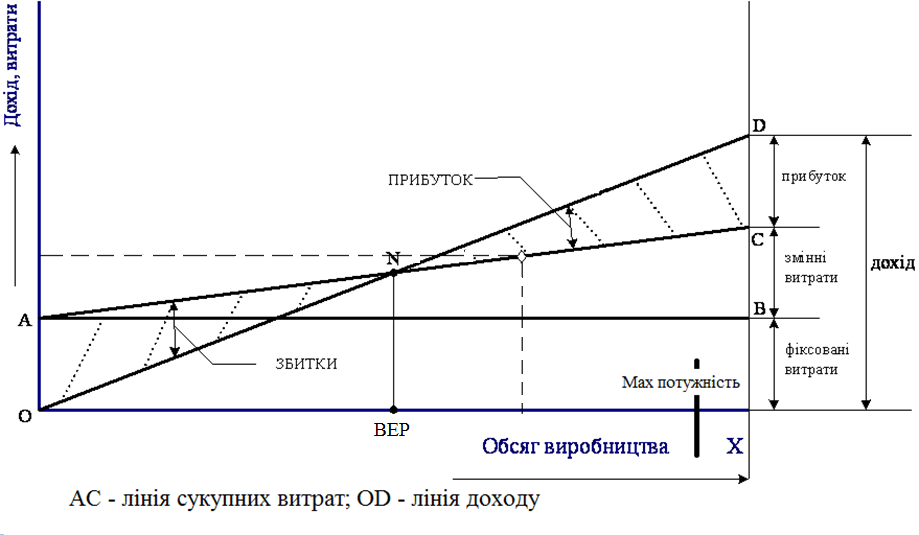 Дохід, витрати
D
ПРИБУТОК
прибуток
C
N
змінні
витрати
дохід
B
A
ЗБИТКИ
фіксовані
витрати
Мах потужність
O
BEP
Обсяг виробництва
X
АС - лінія сукупних витрат; OD - лінія доходу